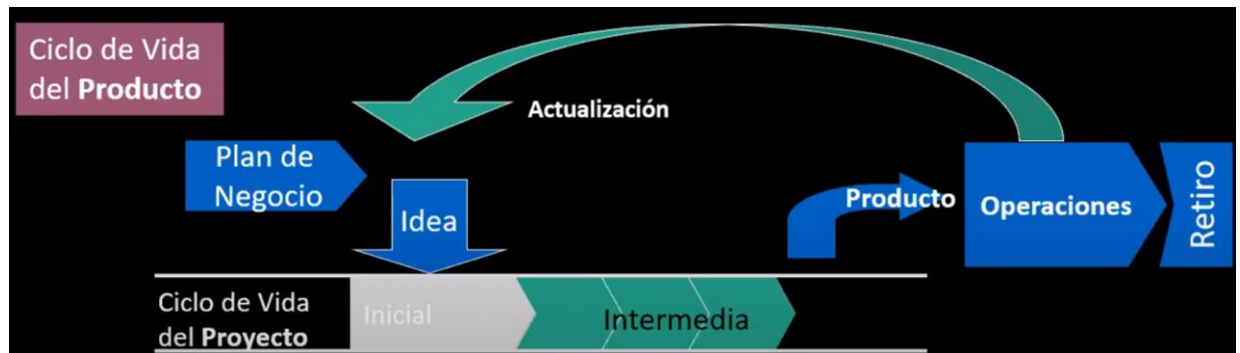 Ciclo de Vida
del Producto
Actualización
Plan de
Negocio
Idea
Producto
Operaciones
Retiro
Ciclo de Vida
del Proyecto
Inicial
Intermedia